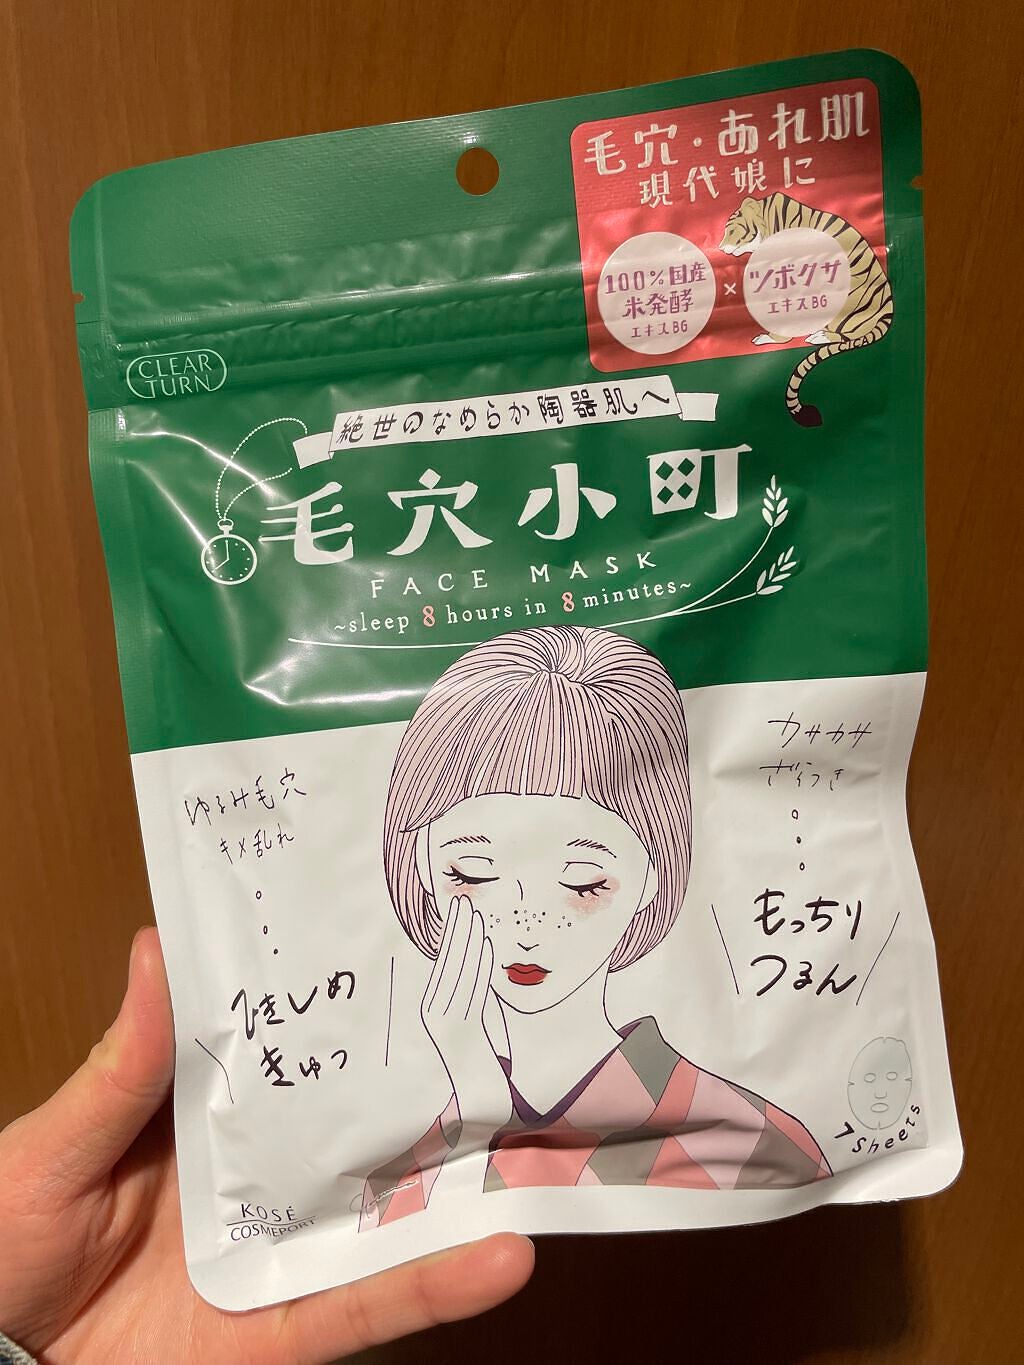 毛穴・あれ肌
現代娘に
100%国産
米発酵
エキスBG
×
ツボクサ
エキスBG
CICA
CLEAR
TURN
絶世のなめらか陶器肌へ
毛穴小町
FACE MASK
~sleep 8 hours in 8 minutes~
ゆるみ毛穴
キメ乱れ
ひきしめ
きゅっ
カサカサ
ざらつき
もっちり
つるん
7 sheets
KOSÉ
COSMEPORT